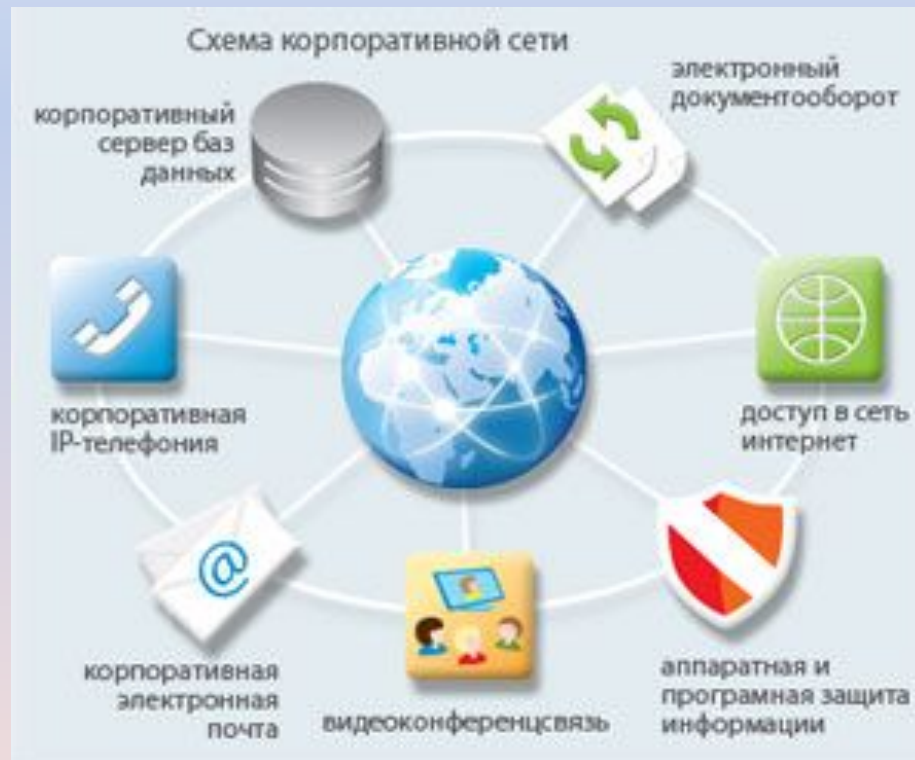 Схема корпоративной сети
корпоративный
сервер баз
данных
электронный
документооборот
корпоративная
IP-телефония
доступ в сеть
интернет
@
корпоративная
электронная
почта
видеоконференцсвязь
аппаратная и
програмная защита
информации